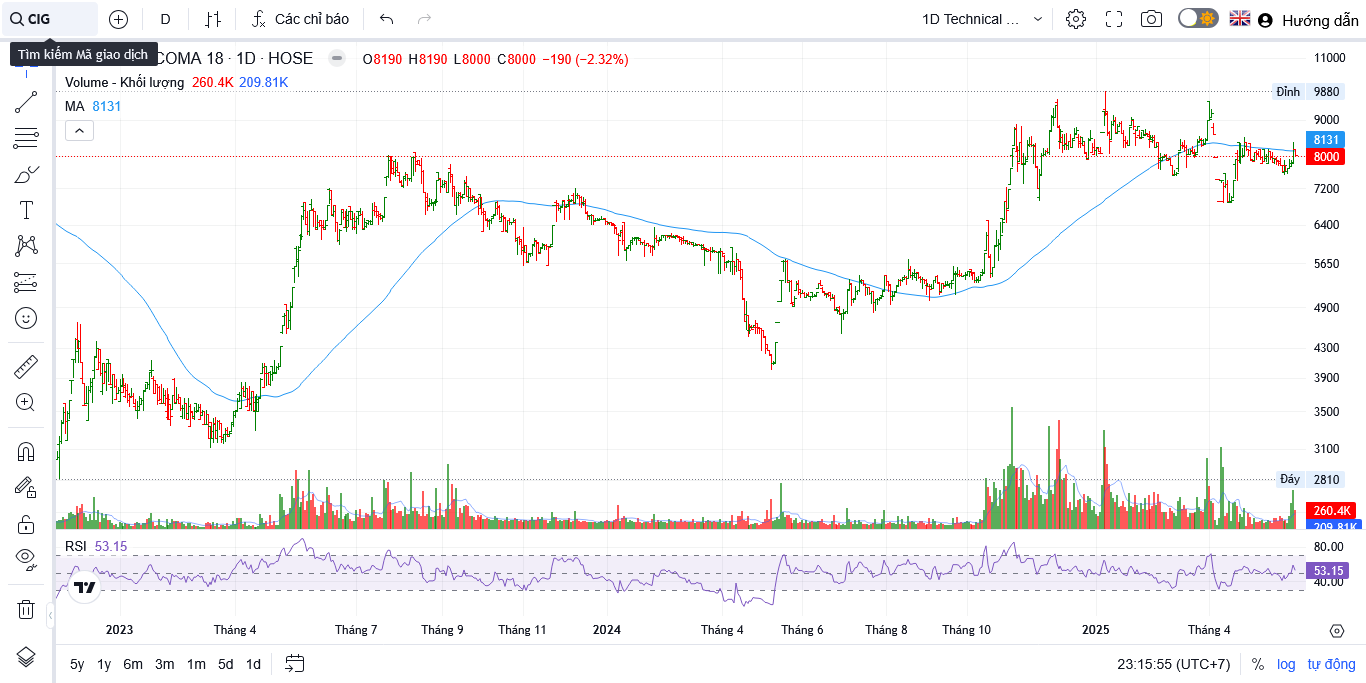 CIG
D
Các chỉ báo
1D Technical ...
Hướng dẫn
Tìm kiếm Mã giao dịch
COMA 18 · 1D · HOSE
O8190 H8190 L8000 C8000 −190 (−2.32%)
Volume - Khối lượng 260.4K 209.81K
MA 8131
11000
Đỉnh 9880
9000
8131
8000
7200
6400
5650
4900
4300
3900
3500
3100
Đáy 2810
260.4K
209.81K
RSI 53.15
80.00
53.15
40.00
2023
Tháng 4
Tháng 7
Tháng 9
Tháng 11
2024
Tháng 4
Tháng 6
Tháng 8
Tháng 10
2025
Tháng 4
5y 1y 6m 3m 1m 5d 1d
23:15:55 (UTC+7)
% log tự động